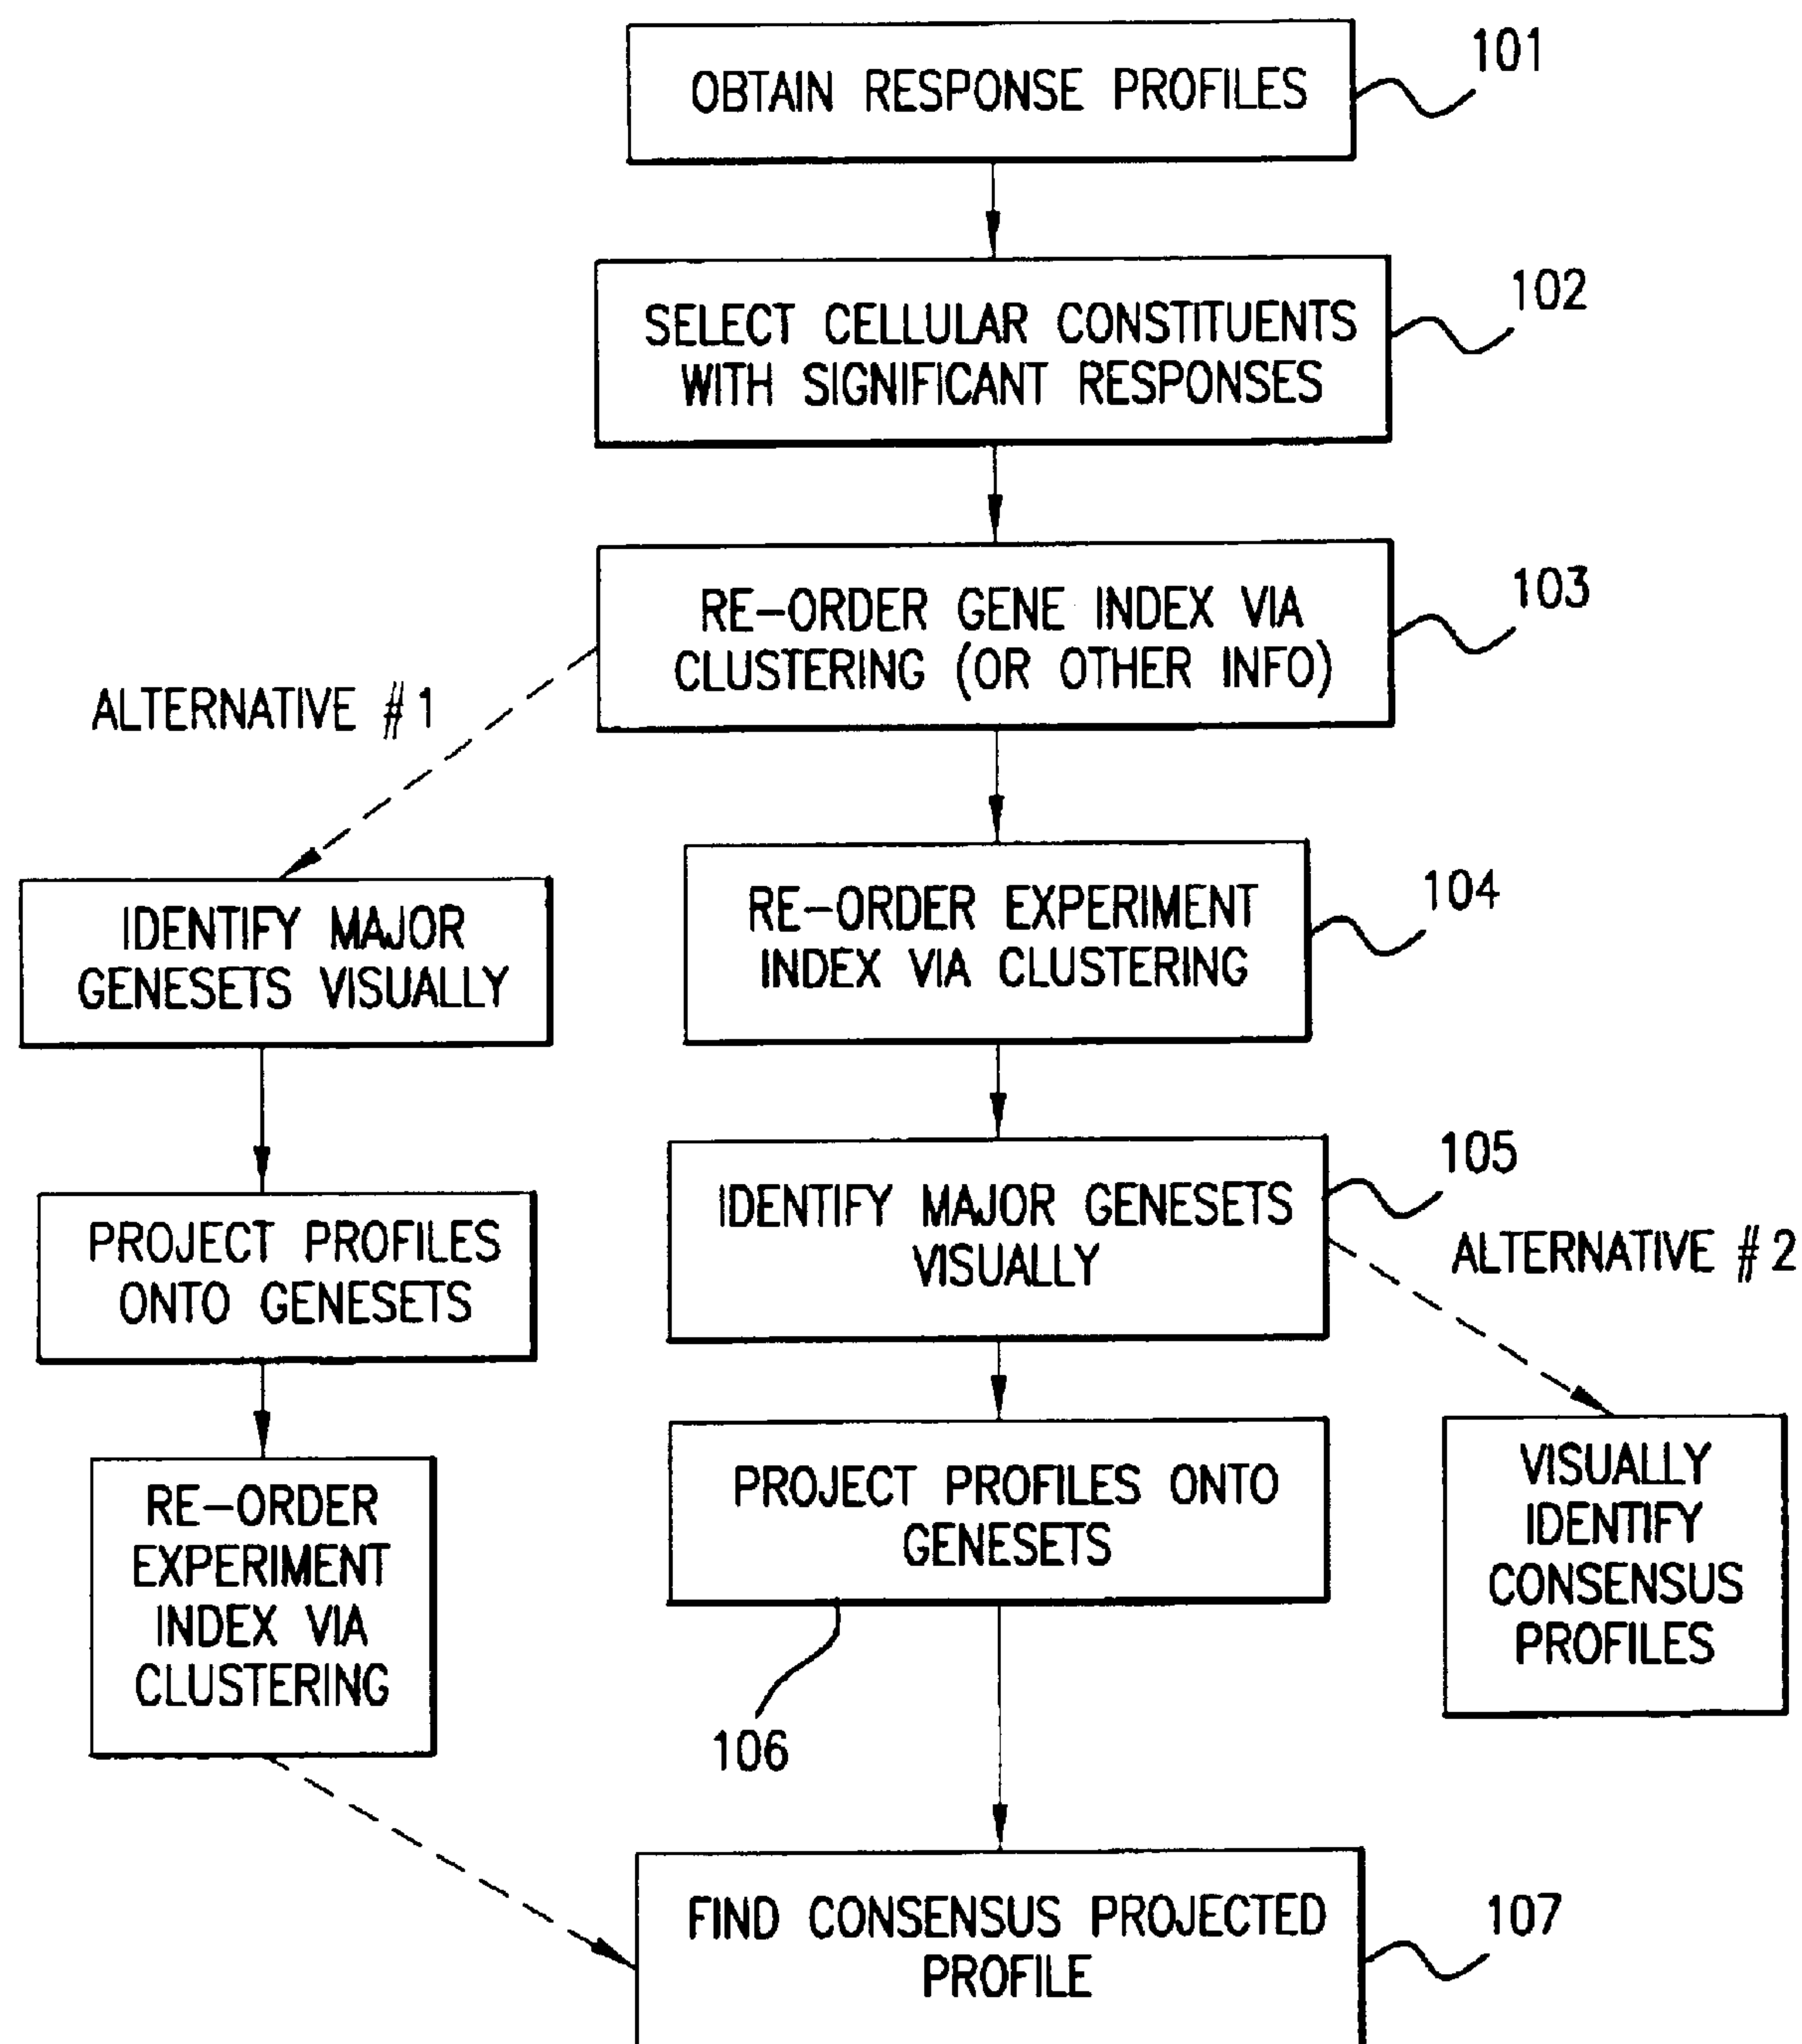 OBTAIN RESPONSE PROFILES
101
SELECT CELLULAR CONSTITUENTS
WITH SIGNIFICANT RESPONSES
102
RE-ORDER GENE INDEX VIA
CLUSTERING (OR OTHER INFO)
103
ALTERNATIVE #1
IDENTIFY MAJOR
GENESETS VISUALLY
RE-ORDER EXPERIMENT
INDEX VIA CLUSTERING
104
IDENTIFY MAJOR GENESETS
VISUALLY
105
ALTERNATIVE #2
PROJECT PROFILES
ONTO GENESETS
PROJECT PROFILES ONTO
GENESETS
106
VISUALLY
IDENTIFY
CONSENSUS
PROFILES
RE-ORDER
EXPERIMENT
INDEX VIA
CLUSTERING
FIND CONSENSUS PROJECTED
PROFILE
107